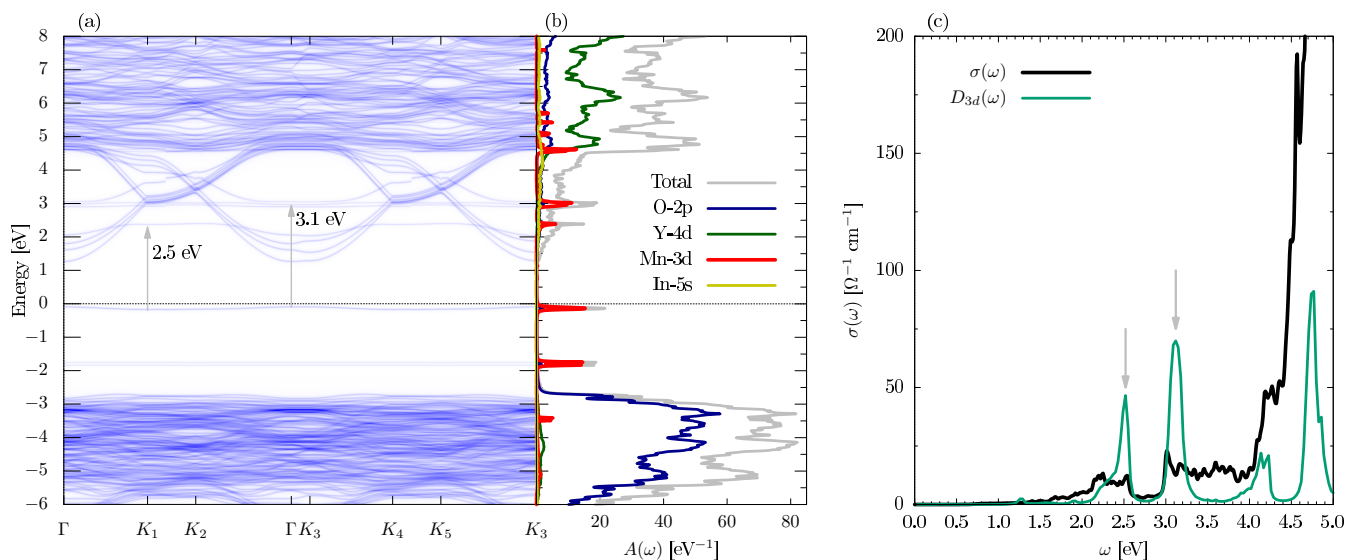 (a)
(b)
(c)
Energy [eV]
8
7
6
5
4
3
2
1
0
−1
−2
−3
−4
−5
−6
2.5 eV
3.1 eV
Γ K₁ K₂ Γ K₃ K₄ K₅ K₃
Total
O-2p
Y-4d
Mn-3d
In-5s
20 40 60 80
A(ω) [eV⁻¹]
σ(ω) [Ω⁻¹ cm⁻¹]
200
150
100
50
0
σ(ω)
D₃d(ω)
0.0 0.5 1.0 1.5 2.0 2.5 3.0 3.5 4.0 4.5 5.0
ω [eV]